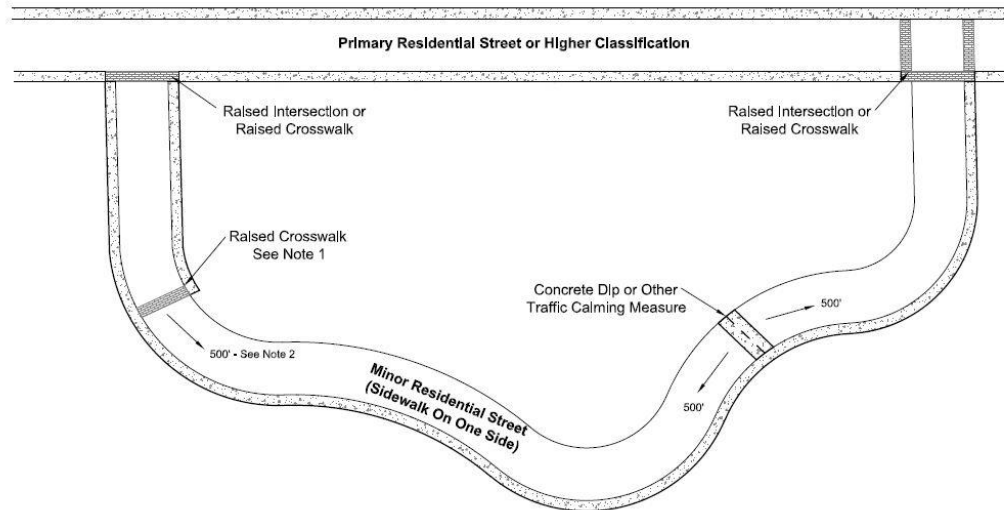 Primary Residential Street or Higher Classification
Raised Intersection or
Raised Crosswalk
Raised Intersection or
Raised Crosswalk
Raised Crosswalk
See Note 1
Concrete Dip or Other
Traffic Calming Measure
500'
500' - See Note 2
Minor Residential Street
(Sidewalk On One Side)
500'